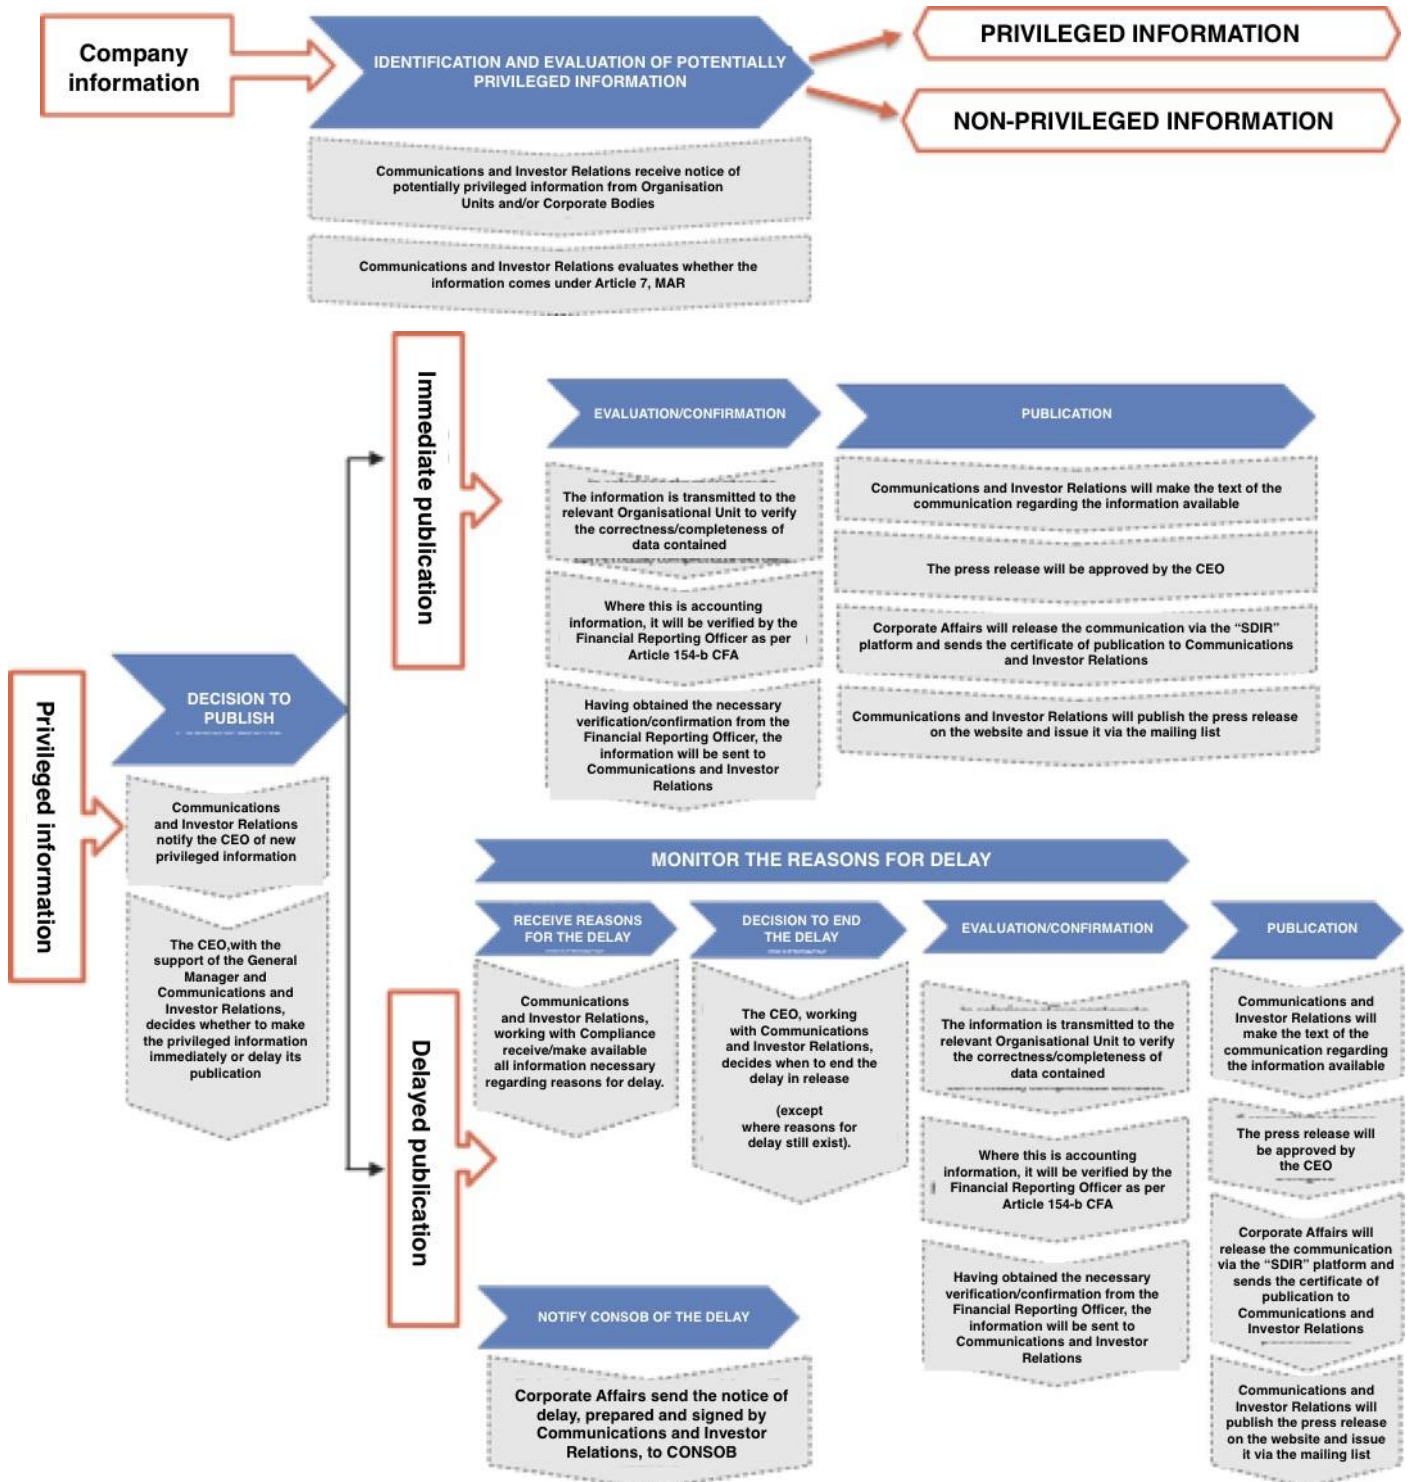 Company
information
IDENTIFICATION AND EVALUATION OF POTENTIALLY
PRIVILEGED INFORMATION
PRIVILEGED INFORMATION
NON-PRIVILEGED INFORMATION
Communications and Investor Relations receive notice of
potentially privileged information from Organisation
Units and/or Corporate Bodies
Communications and Investor Relations evaluates whether the
information comes under Article 7, MAR
Privileged information
DECISION TO
PUBLISH
Communications
and Investor Relations
notify the CEO of new
privileged information
The CEO,with the
support of the General
Manager and
Communications and
Investor Relations,
decides whether to make
the privileged information
immediately or delay its
publication
Immediate publication
EVALUATION/CONFIRMATION
The information is transmitted to the
relevant Organisational Unit to verify
the correctness/completeness of
data contained
Where this is accounting
information, it will be verified by the
Financial Reporting Officer as per
Article 154-b CFA
Having obtained the necessary
verification/confirmation from the
Financial Reporting Officer, the
information will be sent to
Communications and Investor
Relations
PUBLICATION
Communications and Investor Relations will make the text of the
communication regarding the information available
The press release will be approved by the CEO
Corporate Affairs will release the communication via the “SDIR”
platform and sends the certificate of publication to Communications
and Investor Relations
Communications and Investor Relations will publish the press release
on the website and issue it via the mailing list
Delayed publication
MONITOR THE REASONS FOR DELAY
RECEIVE REASONS
FOR THE DELAY
Communications
and Investor Relations,
working with Compliance
receive/make available
all information necessary
regarding reasons for delay.
DECISION TO END
THE DELAY
The CEO, working
with Communications
and Investor Relations,
decides when to end the
delay in release
(except
where reasons for
delay still exist).
EVALUATION/CONFIRMATION
The information is transmitted to the
relevant Organisational Unit to verify
the correctness/completeness of
data contained
Where this is accounting
information, it will be verified by the
Financial Reporting Officer as per
Article 154-b CFA
Having obtained the necessary
verification/confirmation from the
Financial Reporting Officer, the
information will be sent to
Communications and Investor
Relations
PUBLICATION
Communications and
Investor Relations will
make the text of the
communication regarding
the information available
The press release will
be approved by
the CEO
Corporate Affairs will
release the communication
via the “SDIR” platform and
sends the certificate of
publication to
Communications and
Investor Relations
Communications and
Investor Relations will
publish the press release
on the website and issue
it via the mailing list
NOTIFY CONSOB OF THE DELAY
Corporate Affairs send the notice of
delay, prepared and signed by
Communications and Investor
Relations, to CONSOB